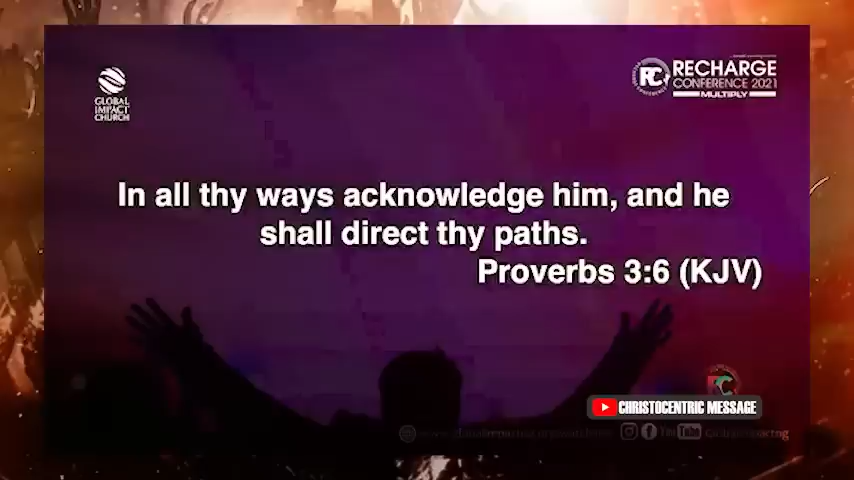 GLOBAL
IMPACT
CHURCH
RECHARGE
CONFERENCE 2021
MULTIPLY
In all thy ways acknowledge him, and he
shall direct thy paths.
Proverbs 3:6 (KJV)
CHRISTOCENTRIC MESSAGE
YouTube